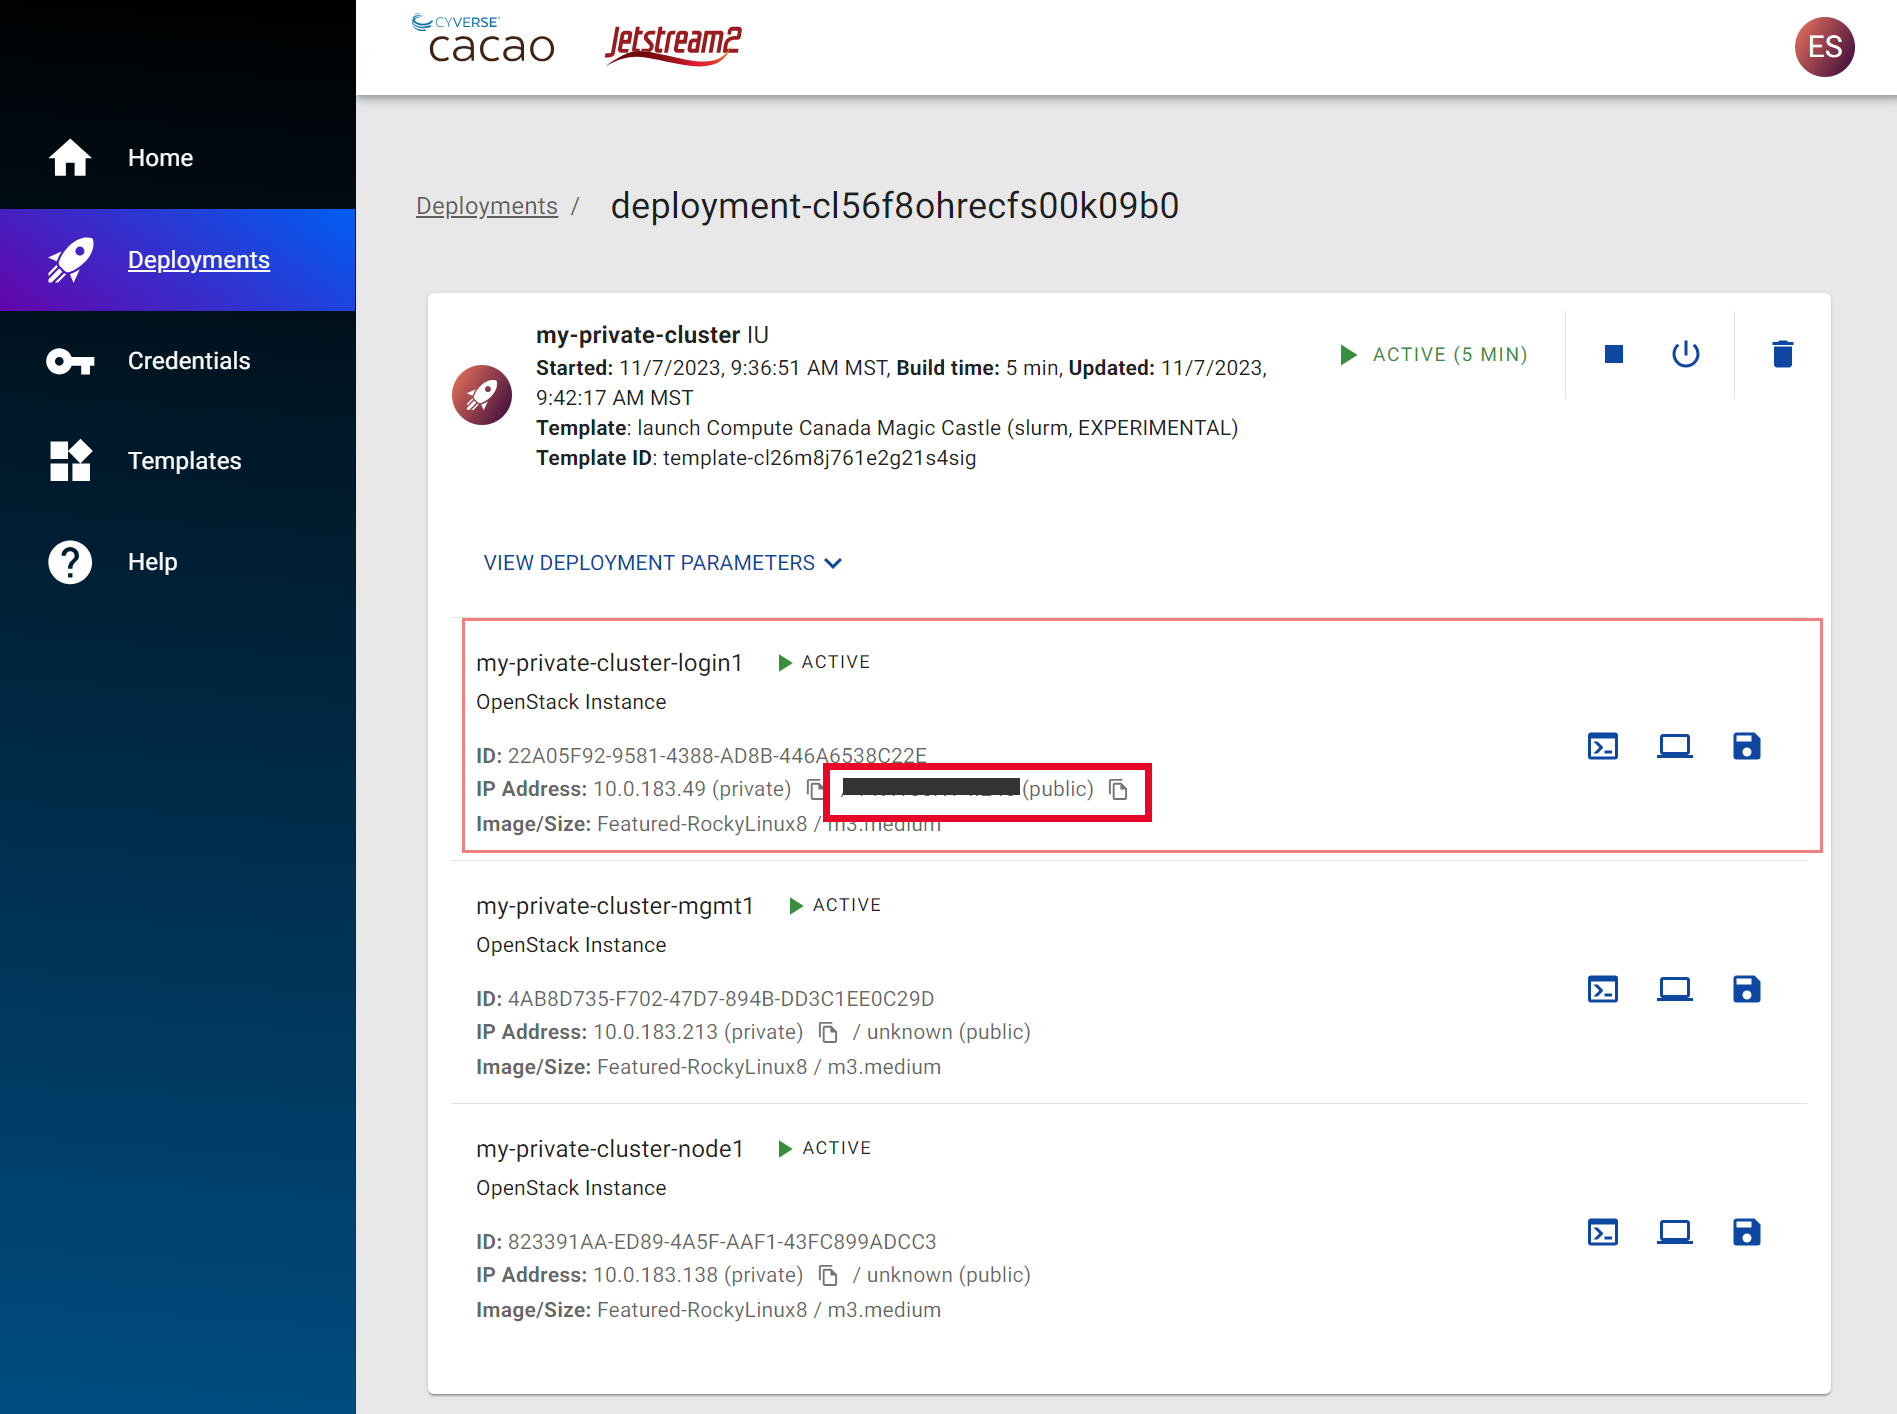 CYVERSE
cacao
Jetstream2
ES
Home
Deployments
Credentials
Templates
Help
Deployments / deployment-cl56f8ohrecfs00k09b0
my-private-cluster IU
Started: 11/7/2023, 9:36:51 AM MST, Build time: 5 min, Updated: 11/7/2023,
9:42:17 AM MST
Template: launch Compute Canada Magic Castle (slurm, EXPERIMENTAL)
Template ID: template-cl26m8j761e2g21s4sig
ACTIVE (5 MIN)
VIEW DEPLOYMENT PARAMETERS
my-private-cluster-login1 ACTIVE
OpenStack Instance
ID: 22A05F92-9581-4388-AD8B-446A6538C22E
IP Address: 10.0.183.49 (private) / (public)
Image/Size: Featured-RockyLinux8 / m3.medium
my-private-cluster-mgmt1 ACTIVE
OpenStack Instance
ID: 4AB8D735-F702-47D7-894B-DD3C1EE0C29D
IP Address: 10.0.183.213 (private) / unknown (public)
Image/Size: Featured-RockyLinux8 / m3.medium
my-private-cluster-node1 ACTIVE
OpenStack Instance
ID: 823391AA-ED89-4A5F-AAF1-43FC899ADCC3
IP Address: 10.0.183.138 (private) / unknown (public)
Image/Size: Featured-RockyLinux8 / m3.medium